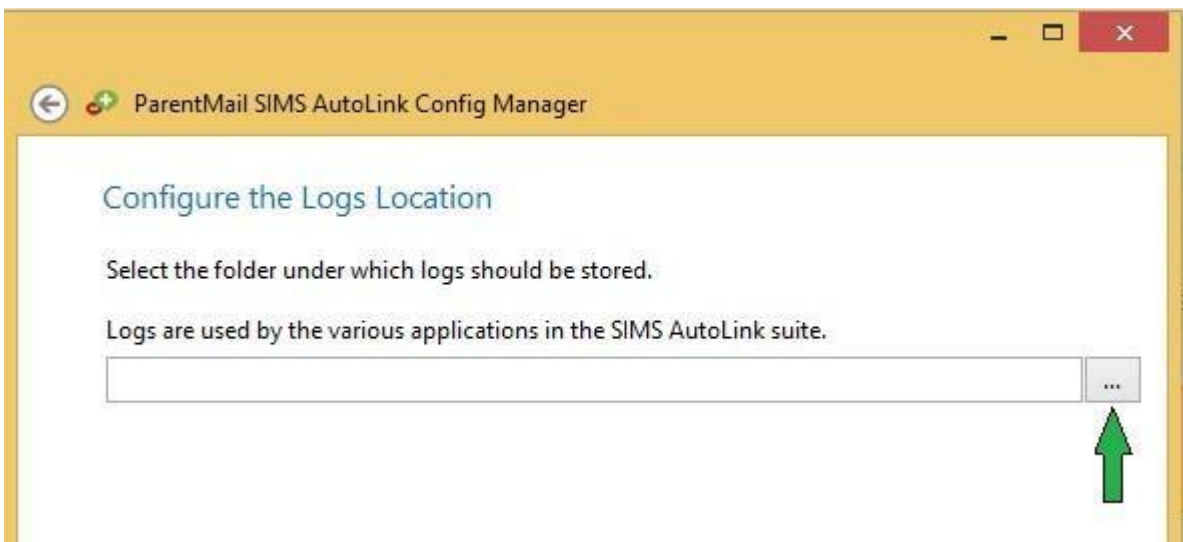 ParentMail SIMS AutoLink Config Manager
Configure the Logs Location
Select the folder under which logs should be stored.
Logs are used by the various applications in the SIMS AutoLink suite.
...